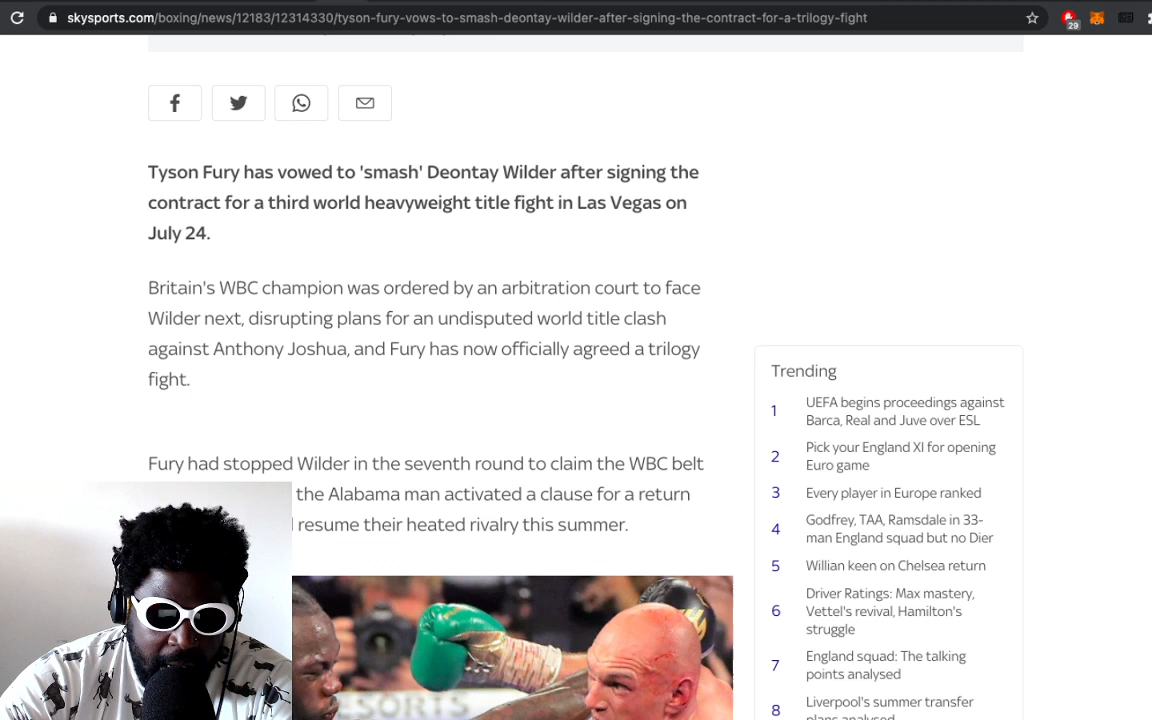 skysports.com/boxing/news/12183/12314330/tyson-fury-vows-to-smash-deontay-wilder-after-signing-the-contract-for-a-trilogy-fight
29
Tyson Fury has vowed to 'smash' Deontay Wilder after signing the
contract for a third world heavyweight title fight in Las Vegas on
July 24.
Britain's WBC champion was ordered by an arbitration court to face
Wilder next, disrupting plans for an undisputed world title clash
against Anthony Joshua, and Fury has now officially agreed a trilogy
fight.
Fury had stopped Wilder in the seventh round to claim the WBC belt
the Alabama man activated a clause for a return
resume their heated rivalry this summer.
Trending
1 UEFA begins proceedings against
Barca, Real and Juve over ESL
2 Pick your England XI for opening
Euro game
3 Every player in Europe ranked
4 Godfrey, TAA, Ramsdale in 33-
man England squad but no Dier
5 Willian keen on Chelsea return
6 Driver Ratings: Max mastery,
Vettel's revival, Hamilton's
struggle
7 England squad: The talking
points analysed
8 Liverpool's summer transfer
plans analysed